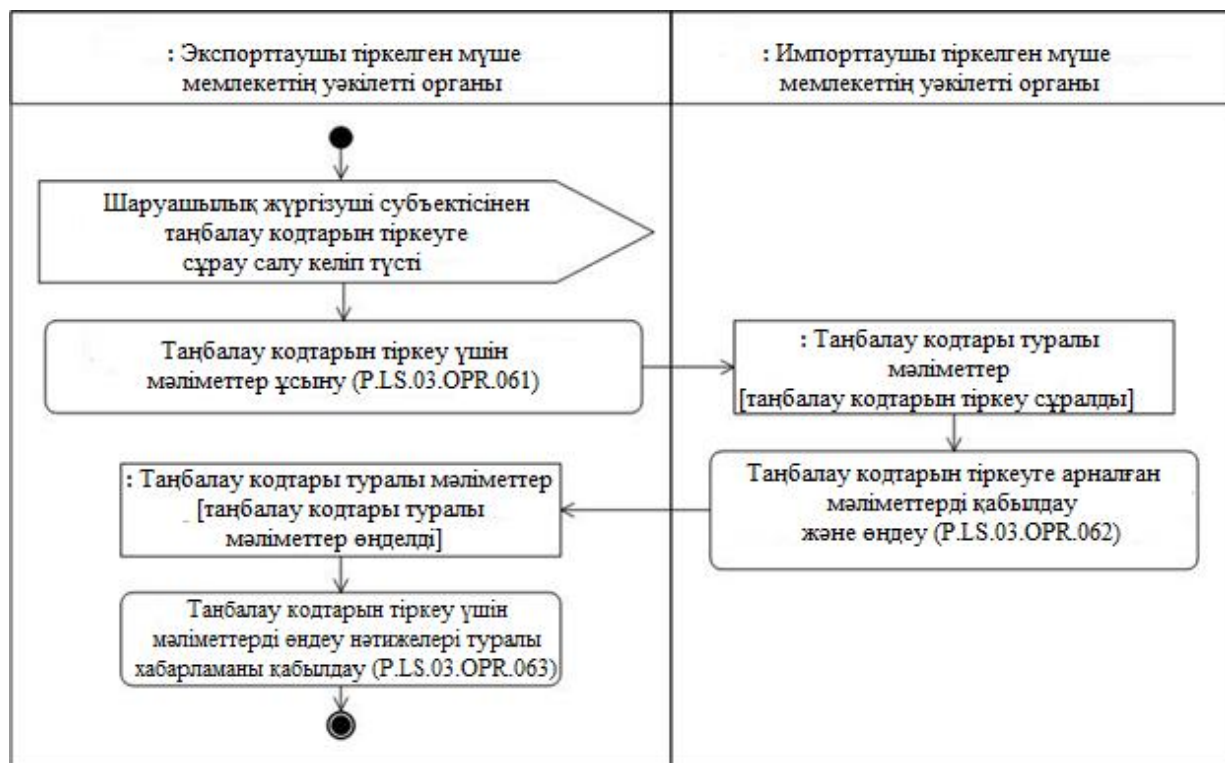 : Экспорттаушы тіркелген мүше
мемлекеттің уәкілетті органы
: Импорттаушы тіркелген мүше
мемлекеттің уәкілетті органы
Шаруашылық жүргізуші субъектісінен
таңбалау кодтарын тіркеуге
сұрау салу келіп түсті
Таңбалау кодтарын тіркеу үшін
мәліметтер ұсыну (P.LS.03.OPR.061)
: Таңбалау кодтары туралы
мәліметтер
[таңбалау кодтарын тіркеу сұралды]
Таңбалау кодтарын тіркеуге арналған
мәліметтерді қабылдау
және өңдеу (P.LS.03.OPR.062)
: Таңбалау кодтары туралы мәліметтер
[таңбалау кодтары туралы
мәліметтер өңделді]
Таңбалау кодтарын тіркеу үшін
мәліметтерді өңдеу нәтижелері туралы
хабарламаны қабылдау (P.LS.03.OPR.063)